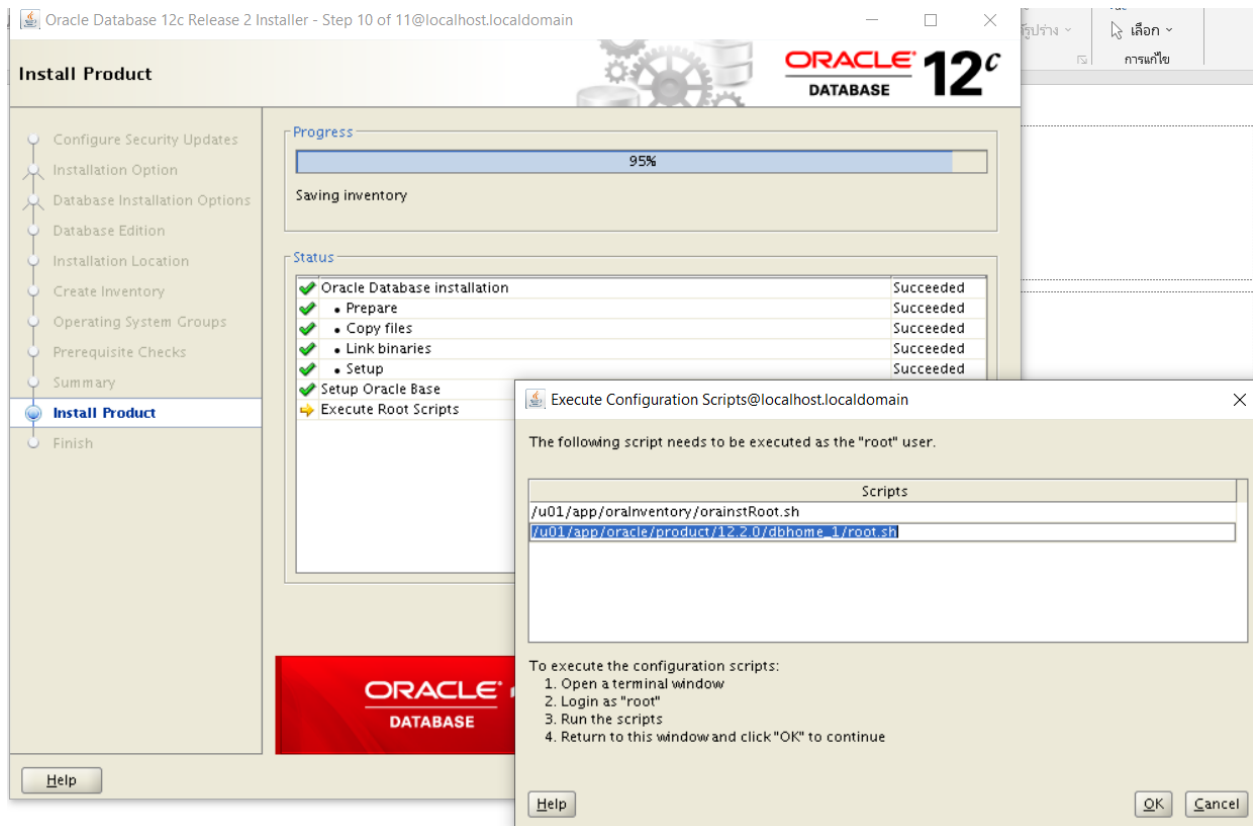 Oracle Database 12c Release 2 Installer - Step 10 of 11@localhost.localdomain
Install Product
ORACLE
DATABASE
12c
Configure Security Updates
Installation Option
Database Installation Options
Database Edition
Installation Location
Create Inventory
Operating System Groups
Prerequisite Checks
Summary
Install Product
Finish
Progress
95%
Saving inventory
Status
Oracle Database installation Succeeded
• Prepare Succeeded
• Copy files Succeeded
• Link binaries Succeeded
• Setup Succeeded
Setup Oracle Base
Execute Root Scripts
ORACLE
DATABASE
Help
Execute Configuration Scripts@localhost.localdomain
The following script needs to be executed as the "root" user.
Scripts
/u01/app/oraInventory/orainstRoot.sh
/u01/app/oracle/product/12.2.0/dbhome_1/root.sh
To execute the configuration scripts:
1. Open a terminal window
2. Login as "root"
3. Run the scripts
4. Return to this window and click "OK" to continue
Help
OK
Cancel
เลือก
การแก้ไข